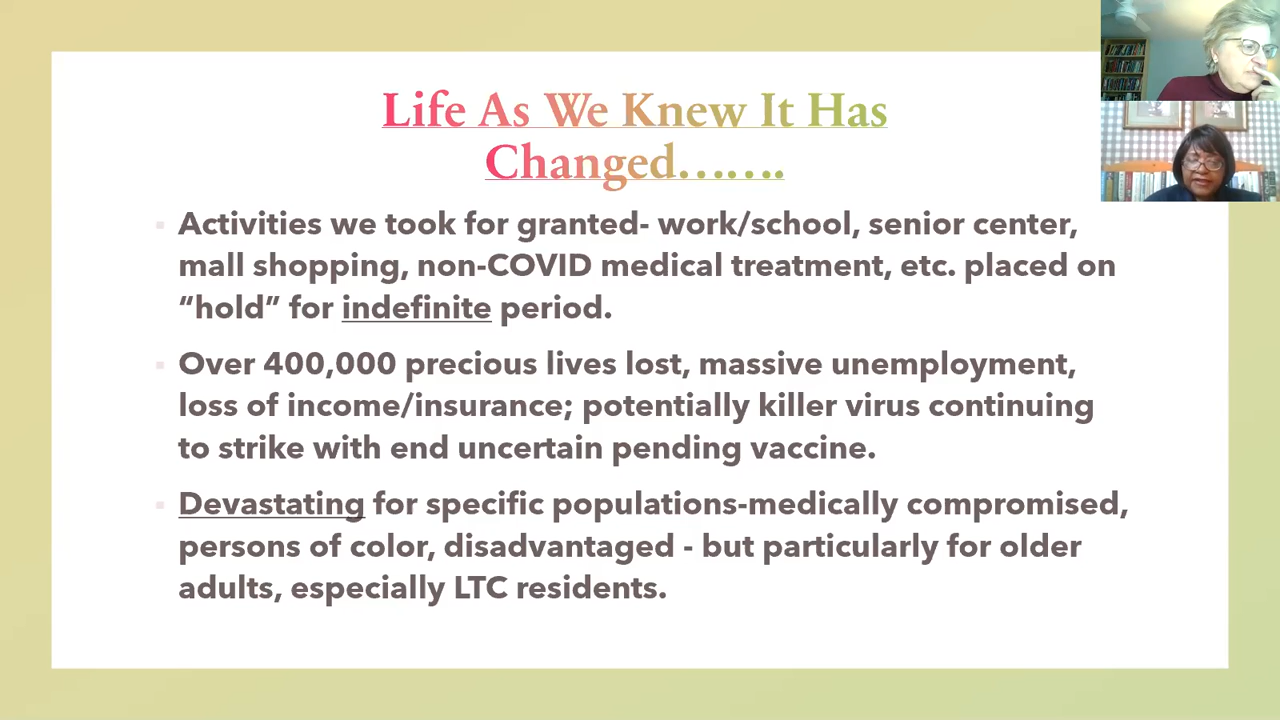 Life As We Knew It Has
Changed…….
Activities we took for granted- work/school, senior center,
mall shopping, non-COVID medical treatment, etc. placed on
“hold” for indefinite period.
Over 400,000 precious lives lost, massive unemployment,
loss of income/insurance; potentially killer virus continuing
to strike with end uncertain pending vaccine.
Devastating for specific populations-medically compromised,
persons of color, disadvantaged - but particularly for older
adults, especially LTC residents.